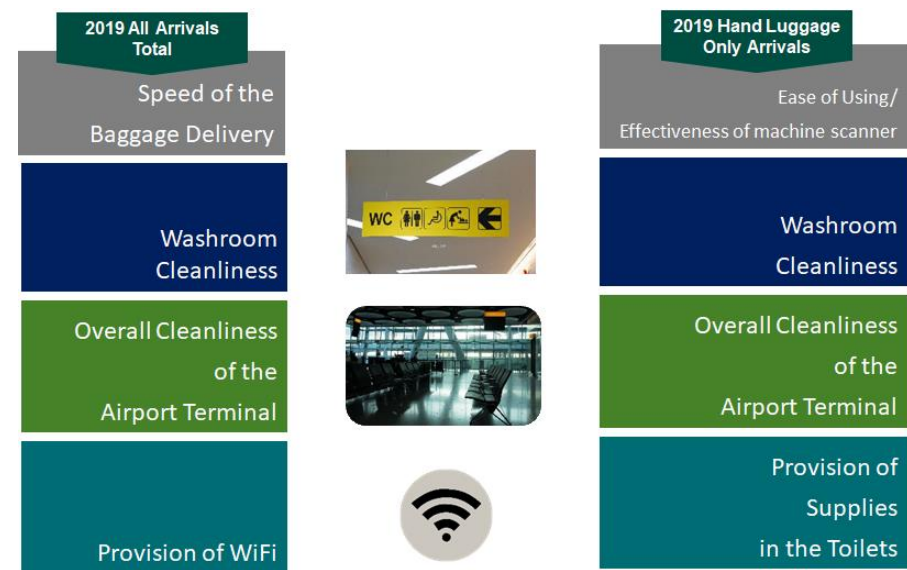 2019 All Arrivals
Total
Speed of the
Baggage Delivery
Washroom
Cleanliness
Overall Cleanliness
of the
Airport Terminal
Provision of WiFi
WC
2019 Hand Luggage
Only Arrivals
Ease of Using/
Effectiveness of machine scanner
Washroom
Cleanliness
Overall Cleanliness
of the
Airport Terminal
Provision of
Supplies
in the Toilets